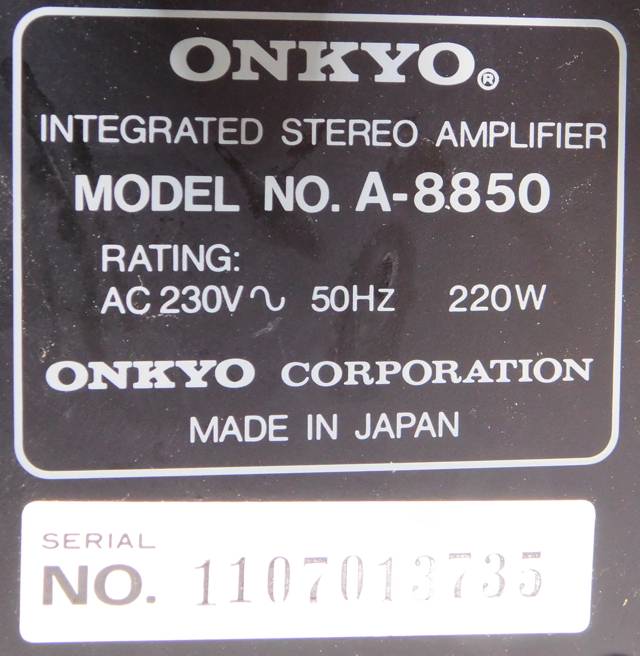 ONKYO®
INTEGRATED STEREO AMPLIFIER
MODEL NO. A-8850
RATING:
AC 230V∿ 50Hz 220W
ONKYO CORPORATION
MADE IN JAPAN
SERIAL
NO. 1107013735